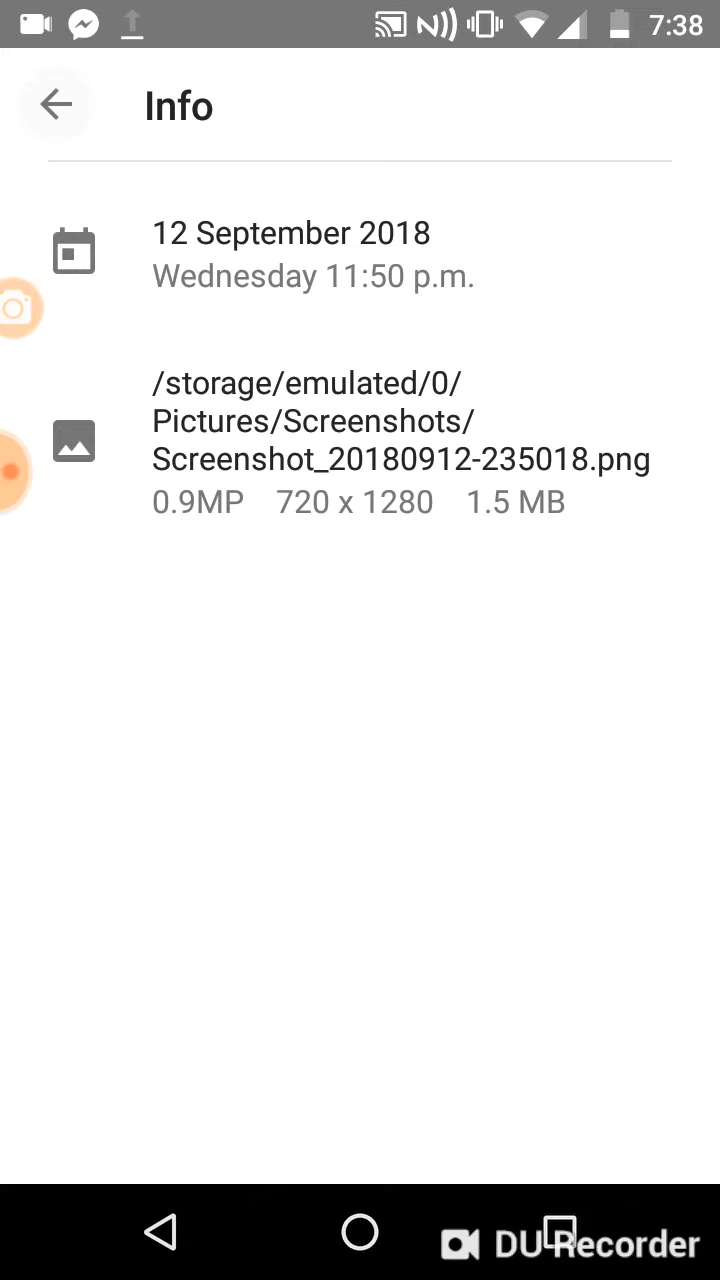 7:38
Info
12 September 2018
Wednesday 11:50 p.m.
/storage/emulated/0/
Pictures/Screenshots/
Screenshot_20180912-235018.png
0.9MP 720 x 1280 1.5 MB
DU Recorder